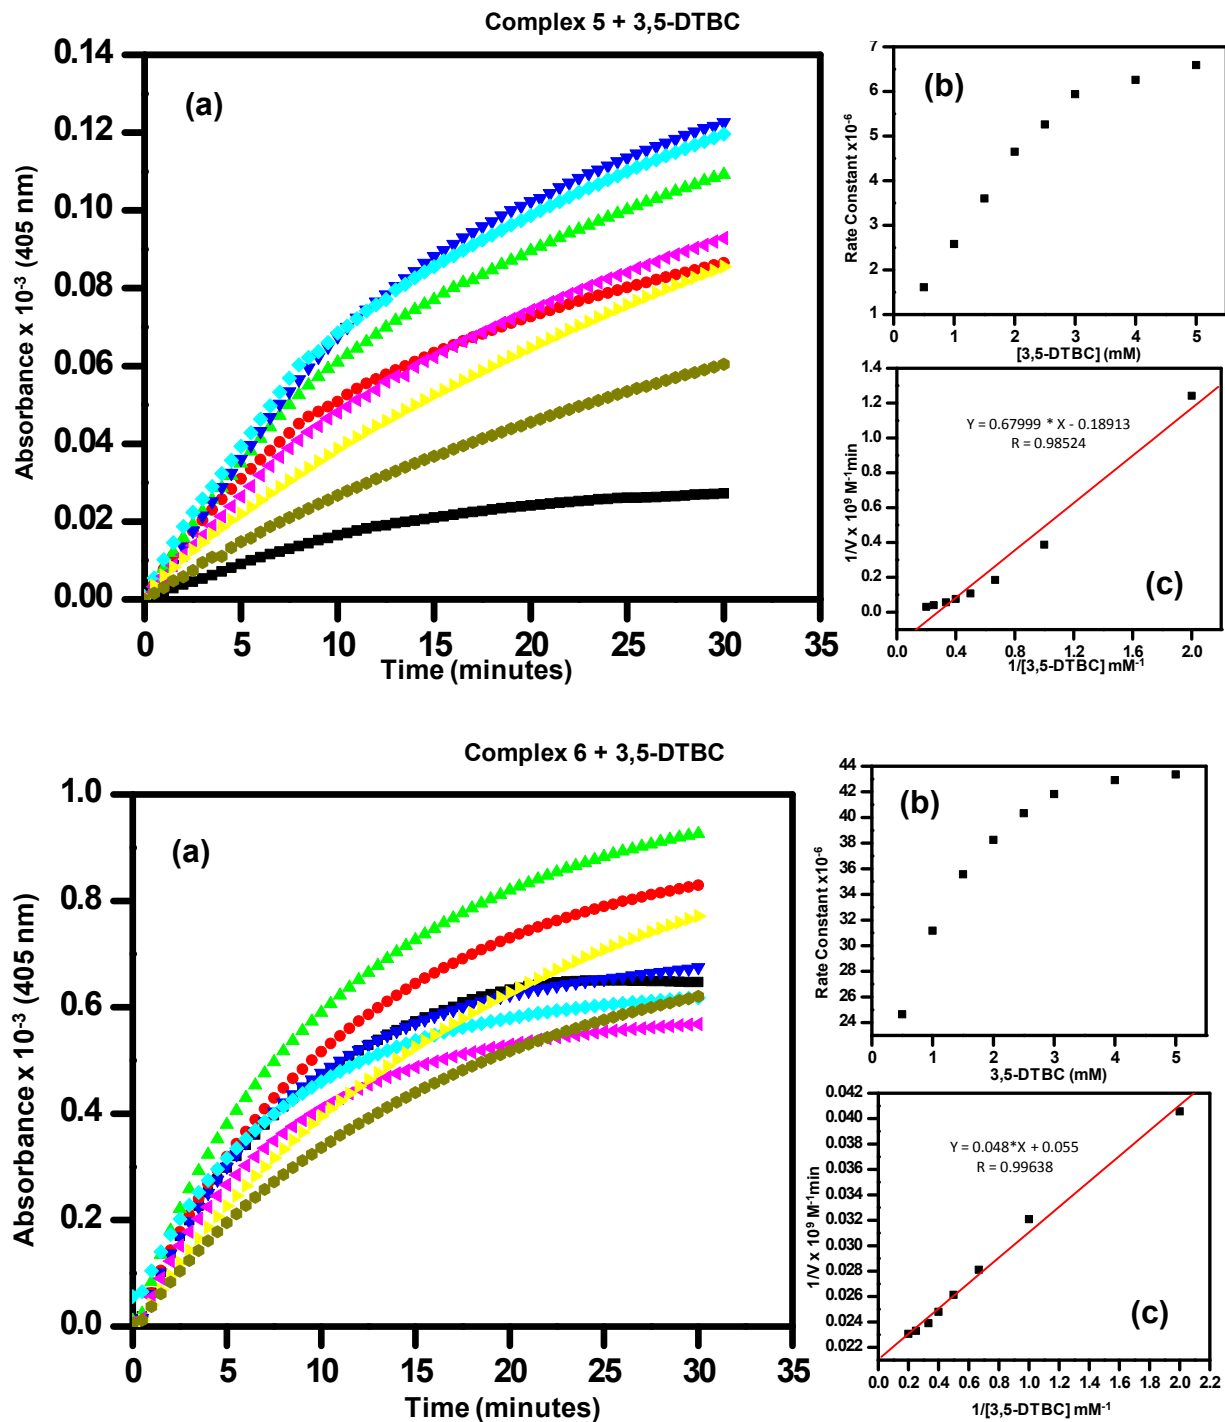 Complex 5 + 3,5-DTBC
(a)
Absorbance x 10⁻³ (405 nm)
0.14
0.12
0.10
0.08
0.06
0.04
0.02
0.00
0 5 10 15 20 25 30 35
Time (minutes)
(b)
Rate Constant x10⁻⁶
7
6
5
4
3
2
1
0 1 2 3 4 5
[3,5-DTBC] (mM)
1/V x 10⁹ M⁻¹min
1.4
1.2
1.0
0.8
0.6
0.4
0.2
0.0
Y = 0.67999 * X - 0.18913
R = 0.98524
(c)
0.0 0.4 0.8 1.2 1.6 2.0
1/[3,5-DTBC] mM⁻¹
Complex 6 + 3,5-DTBC
(a)
Absorbance x 10⁻³ (405 nm)
1.0
0.8
0.6
0.4
0.2
0.0
0 5 10 15 20 25 30 35
Time (minutes)
(b)
Rate Constant x10⁻⁶
44
42
40
38
36
34
32
30
28
26
24
0 1 2 3 4 5
3,5-DTBC (mM)
1/V x 10⁹ M⁻¹min
0.042
0.040
0.038
0.036
0.034
0.032
0.030
0.028
0.026
0.024
0.022
Y = 0.048*X + 0.055
R = 0.99638
(c)
0.0 0.2 0.4 0.6 0.8 1.0 1.2 1.4 1.6 1.8 2.0 2.2
1/[3,5-DTBC] mM⁻¹